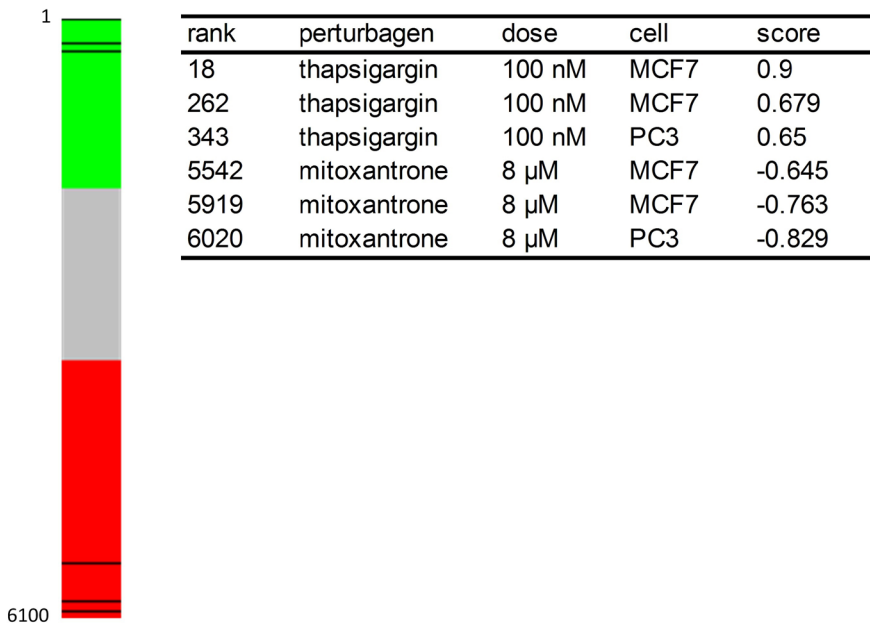 1
rank perturbagen dose cell score
18 thapsigargin 100 nM MCF7 0.9
262 thapsigargin 100 nM MCF7 0.679
343 thapsigargin 100 nM PC3 0.65
5542 mitoxantrone 8 µM MCF7 -0.645
5919 mitoxantrone 8 µM MCF7 -0.763
6020 mitoxantrone 8 µM PC3 -0.829
6100